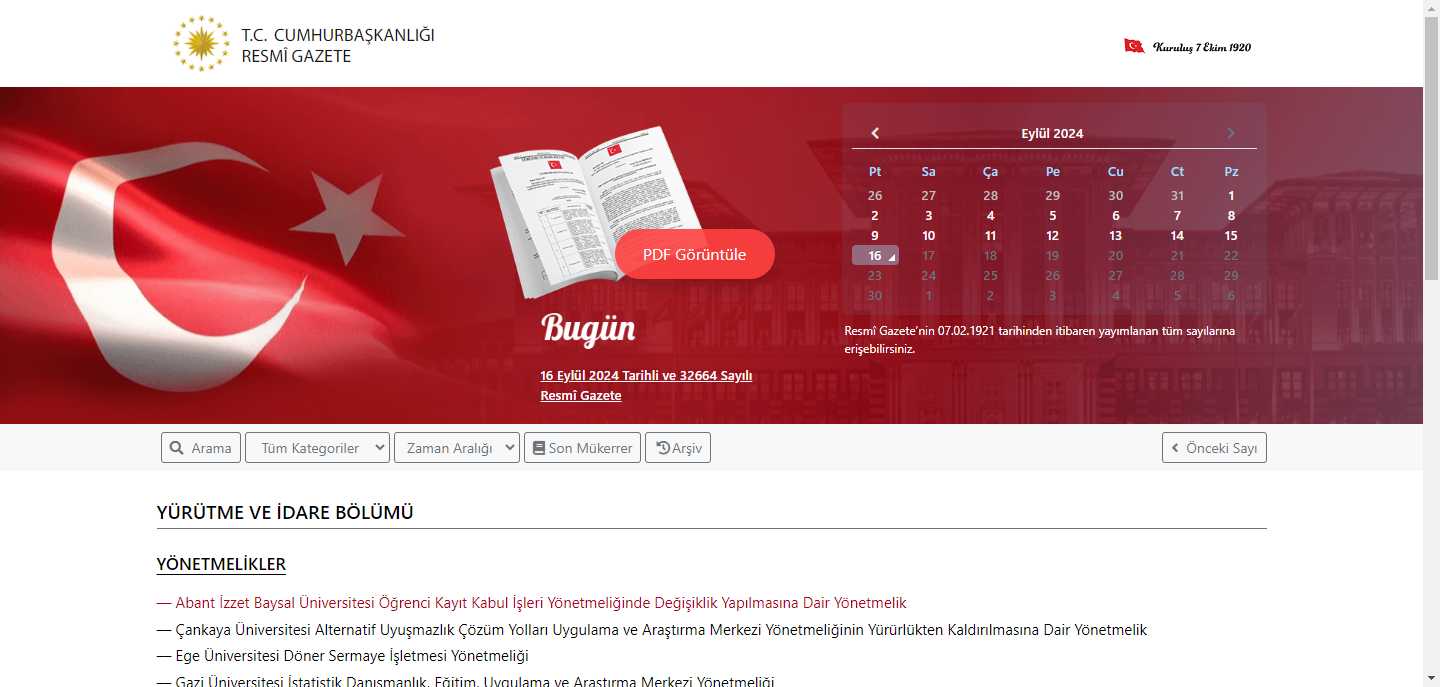 T.C. CUMHURBAŞKANLIĞI
RESMÎ GAZETE
Kuruluş 7 Ekim 1920
PDF Görüntüle
Bugün
16 Eylül 2024 Tarihli ve 32664 Sayılı
Resmî Gazete
Eylül 2024
Pt Sa Ça Pe Cu Ct Pz
26 27 28 29 30 31 1
2 3 4 5 6 7 8
9 10 11 12 13 14 15
16 17 18 19 20 21 22
23 24 25 26 27 28 29
30 1 2 3 4 5 6
Resmî Gazete'nin 07.02.1921 tarihinden itibaren yayımlanan tüm sayılarına
erişebilirsiniz.
Arama Tüm Kategoriler Zaman Aralığı Son Mükerrer Arşiv Önceki Sayı
YÜRÜTME VE İDARE BÖLÜMÜ
YÖNETMELİKLER
— Abant İzzet Baysal Üniversitesi Öğrenci Kayıt Kabul İşleri Yönetmeliğinde Değişiklik Yapılmasına Dair Yönetmelik
— Çankaya Üniversitesi Alternatif Uyuşmazlık Çözüm Yolları Uygulama ve Araştırma Merkezi Yönetmeliğinin Yürürlükten Kaldırılmasına Dair Yönetmelik
— Ege Üniversitesi Döner Sermaye İşletmesi Yönetmeliği
— Gazi Üniversitesi İstatistik Danışmanlık, Eğitim, Uygulama ve Araştırma Merkezi Yönetmeliği